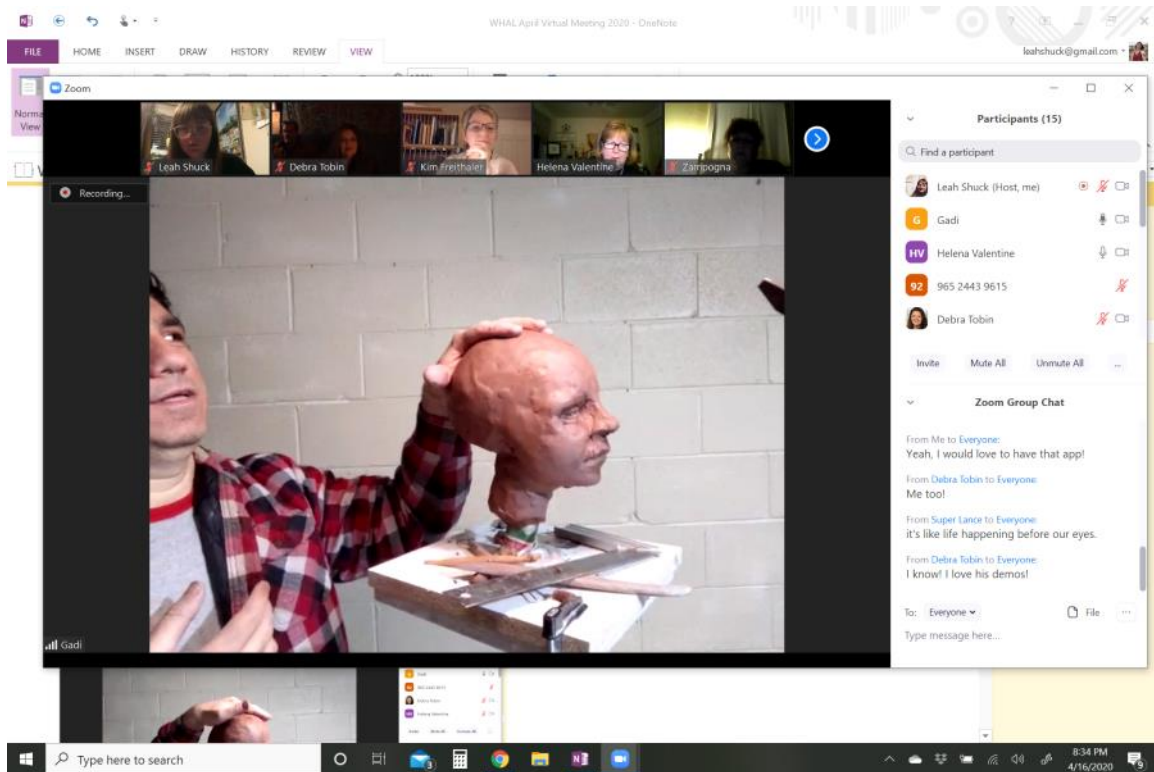 WHAL April Virtual Meeting 2020 - OneNote
FILE HOME INSERT DRAW HISTORY REVIEW VIEW
leahshuck@gmail.com
Zoom
View
Leah Shuck
Debra Tobin
Kim Freithaler
Helena Valentine
Zampogna
Recording...
Gadi
Participants (15)
Find a participant
Leah Shuck (Host, me)
G Gadi
HV Helena Valentine
92 965 2443 9615
Debra Tobin
Invite Mute All Unmute All ...
Zoom Group Chat
From Me to Everyone:
Yeah, I would love to have that app!
From Debra Tobin to Everyone:
Me too!
From Super Lance to Everyone:
it's like life happening before our eyes.
From Debra Tobin to Everyone:
I know! I love his demos!
To: Everyone File ...
Type message here...
Type here to search
8:34 PM
4/16/2020